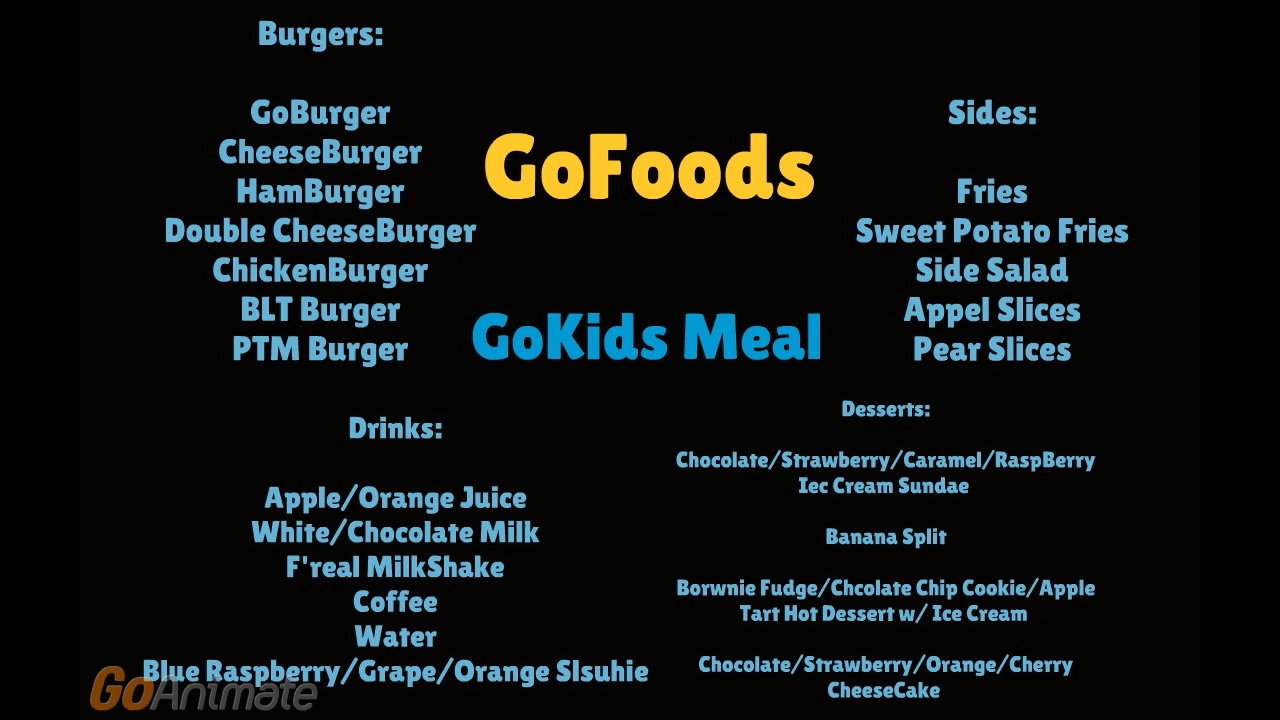 Burgers:
GoBurger
CheeseBurger
HamBurger
Double CheeseBurger
ChickenBurger
BLT Burger
PTM Burger
GoFoods
GoKids Meal
Sides:
Fries
Sweet Potato Fries
Side Salad
Appel Slices
Pear Slices
Drinks:
Apple/Orange Juice
White/Chocolate Milk
F'real MilkShake
Coffee
Water
Blue Raspberry/Grape/Orange Slsuhie
Desserts:
Chocolate/Strawberry/Caramel/RaspBerry
Iec Cream Sundae
Banana Split
Borwnie Fudge/Chcolate Chip Cookie/Apple
Tart Hot Dessert w/ Ice Cream
Chocolate/Strawberry/Orange/Cherry
CheeseCake
GoAnimate